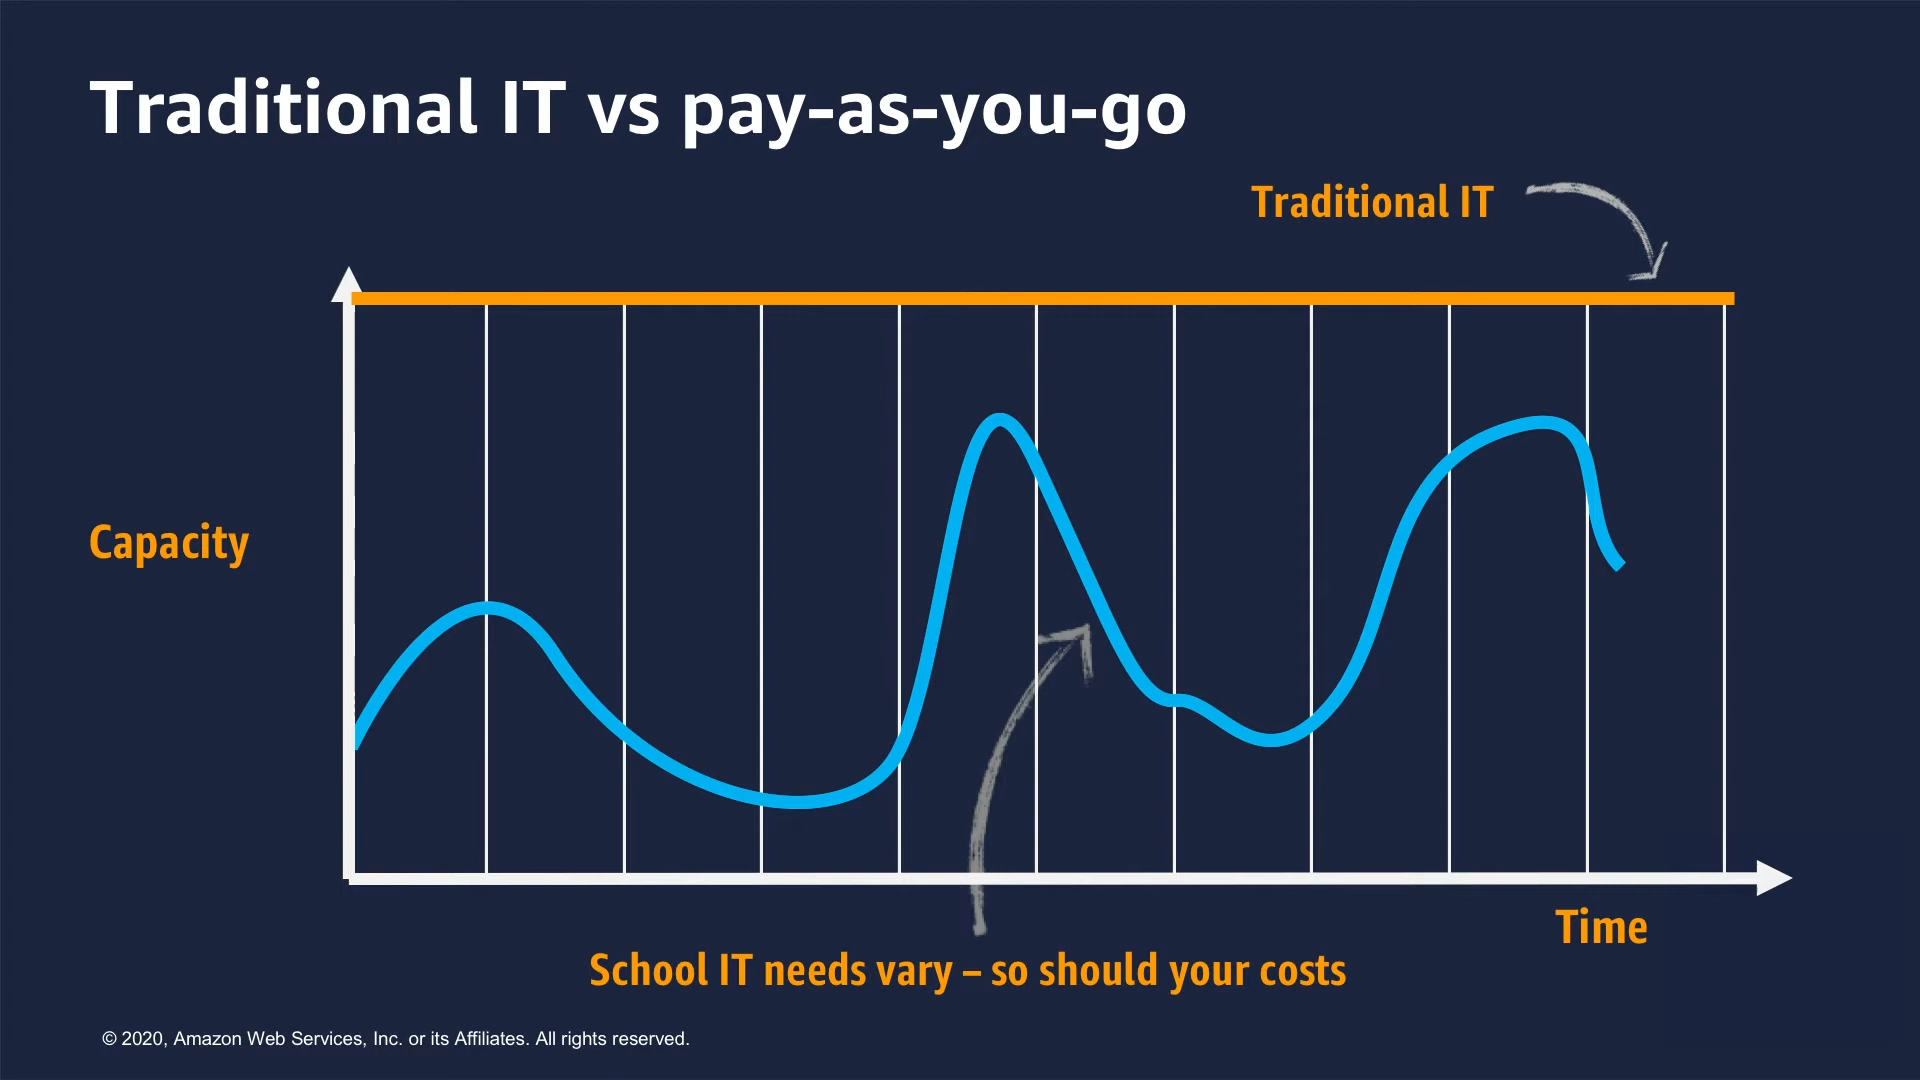 Traditional IT vs pay-as-you-go
Traditional IT
Capacity
Time
School IT needs vary – so should your costs
© 2020, Amazon Web Services, Inc. or its Affiliates. All rights reserved.